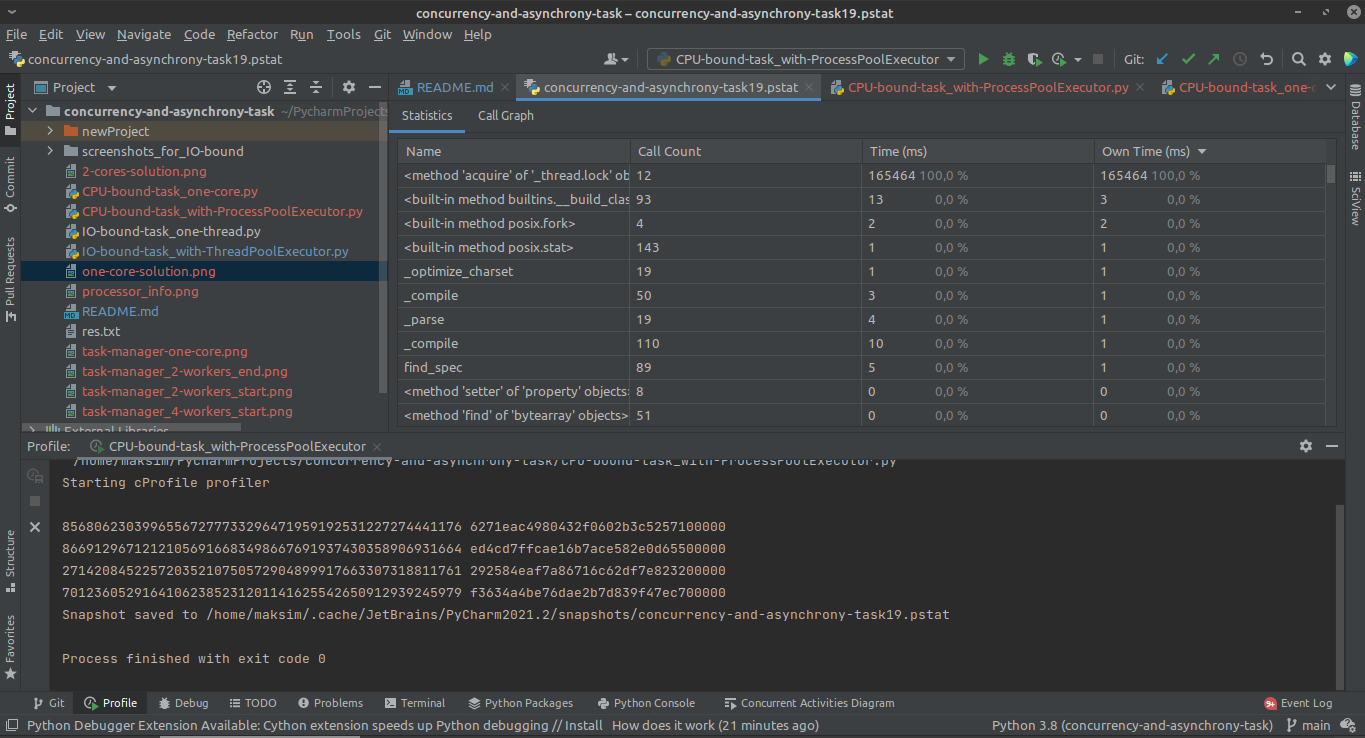 concurrency-and-asynchrony-task – concurrency-and-asynchrony-task19.pstat
File Edit View Navigate Code Refactor Run Tools Git Window Help
concurrency-and-asynchrony-task19.pstat
CPU-bound-task_with-ProcessPoolExecutor
Git:
Project
README.md
concurrency-and-asynchrony-task19.pstat
CPU-bound-task_with-ProcessPoolExecutor.py
CPU-bound-task_one-
concurrency-and-asynchrony-task ~/PycharmProjects
newProject
screenshots_for_IO-bound
2-cores-solution.png
CPU-bound-task_one-core.py
CPU-bound-task_with-ProcessPoolExecutor.py
IO-bound-task_one-thread.py
IO-bound-task_with-ThreadPoolExecutor.py
one-core-solution.png
processor_info.png
README.md
res.txt
task-manager-one-core.png
task-manager_2-workers_end.png
task-manager_2-workers_start.png
task-manager_4-workers_start.png
External Libraries
Statistics Call Graph
Name Call Count Time (ms) Own Time (ms)
<method 'acquire' of '_thread.lock' ob 12 165464 100,0 % 165464 100,0 %
<built-in method builtins.__build_clas 93 13 0,0 % 3 0,0 %
<built-in method posix.fork> 4 2 0,0 % 2 0,0 %
<built-in method posix.stat> 143 1 0,0 % 1 0,0 %
_optimize_charset 19 1 0,0 % 1 0,0 %
_compile 50 3 0,0 % 1 0,0 %
_parse 19 4 0,0 % 1 0,0 %
_compile 110 10 0,0 % 1 0,0 %
find_spec 89 5 0,0 % 1 0,0 %
<method 'setter' of 'property' objects> 8 0 0,0 % 0 0,0 %
<method 'find' of 'bytearray' objects> 51 0 0,0 % 0 0,0 %
Project
Commit
Pull Requests
Structure
Favorites
Database
SciView
Profile: CPU-bound-task_with-ProcessPoolExecutor
/home/maksim/PycharmProjects/concurrency-and-asynchrony-task/CPU-bound-task_with-ProcessPoolExecutor.py
Starting cProfile profiler
85680623039965567277733296471959192531227274441176 6271eac4980432f0602b3c5257100000
86691296712121056916683498667691937430358906931664 ed4cd7ffcae16b7ace582e0d65500000
27142084522572035210750572904899917663307318811761 292584eaf7a86716c62df7e823200000
70123605291641062385231201141625542650912939245979 f3634a4be76dae2b7d839f47ec700000
Snapshot saved to /home/maksim/.cache/JetBrains/PyCharm2021.2/snapshots/concurrency-and-asynchrony-task19.pstat
Process finished with exit code 0
Git Profile Debug TODO Problems Terminal Python Packages Python Console Concurrent Activities Diagram 9+ Event Log
Python Debugger Extension Available: Cython extension speeds up Python debugging // Install How does it work (21 minutes ago) Python 3.8 (concurrency-and-asynchrony-task) main